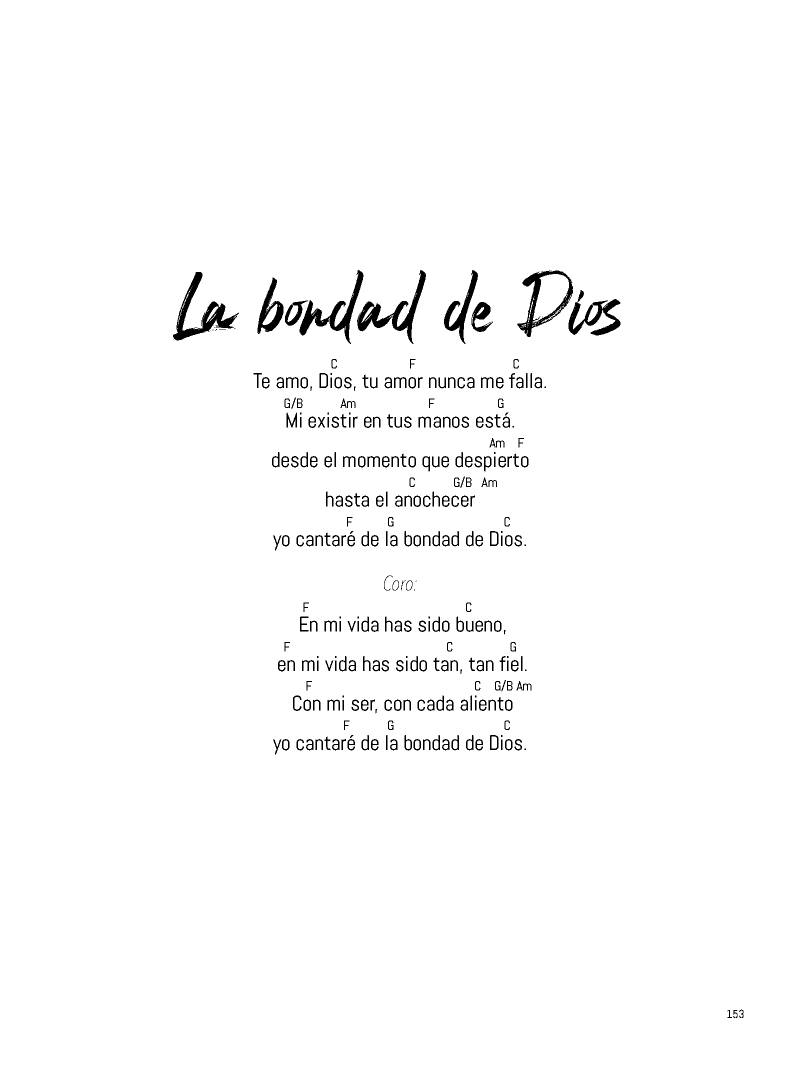 La bondad de Dios
C F C
Te amo, Dios, tu amor nunca me falla.
G/B Am F G
Mi existir en tus manos está.
Am F
desde el momento que despierto
C G/B Am
hasta el anochecer
F G C
yo cantaré de la bondad de Dios.
Coro:
F C
En mi vida has sido bueno,
F C G
en mi vida has sido tan, tan fiel.
F C G/B Am
Con mi ser, con cada aliento
F G C
yo cantaré de la bondad de Dios.
153